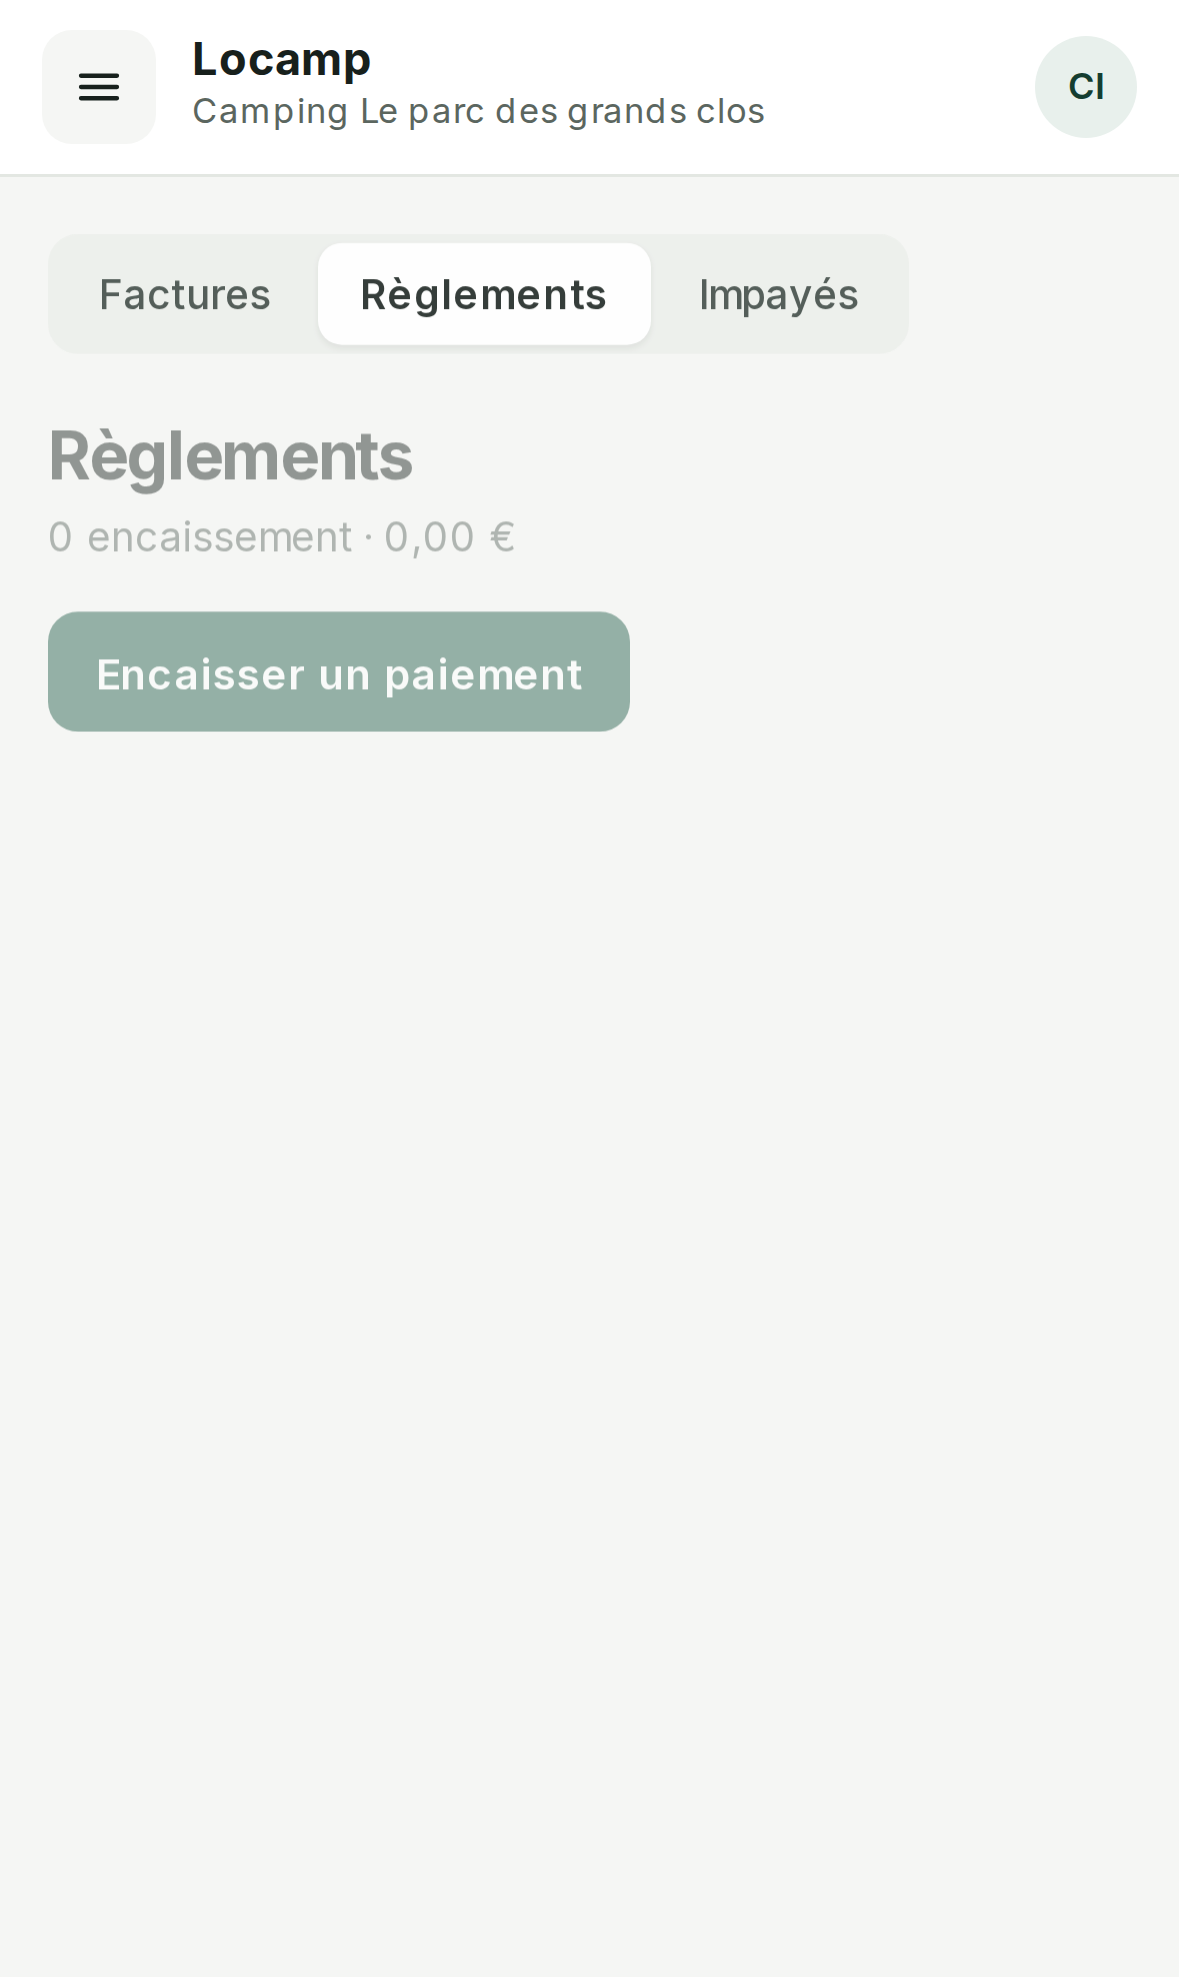 Locamp
Camping Le parc des grands clos
CI
Factures
Règlements
Impayés
Règlements
0 encaissement · 0,00 €
Encaisser un paiement